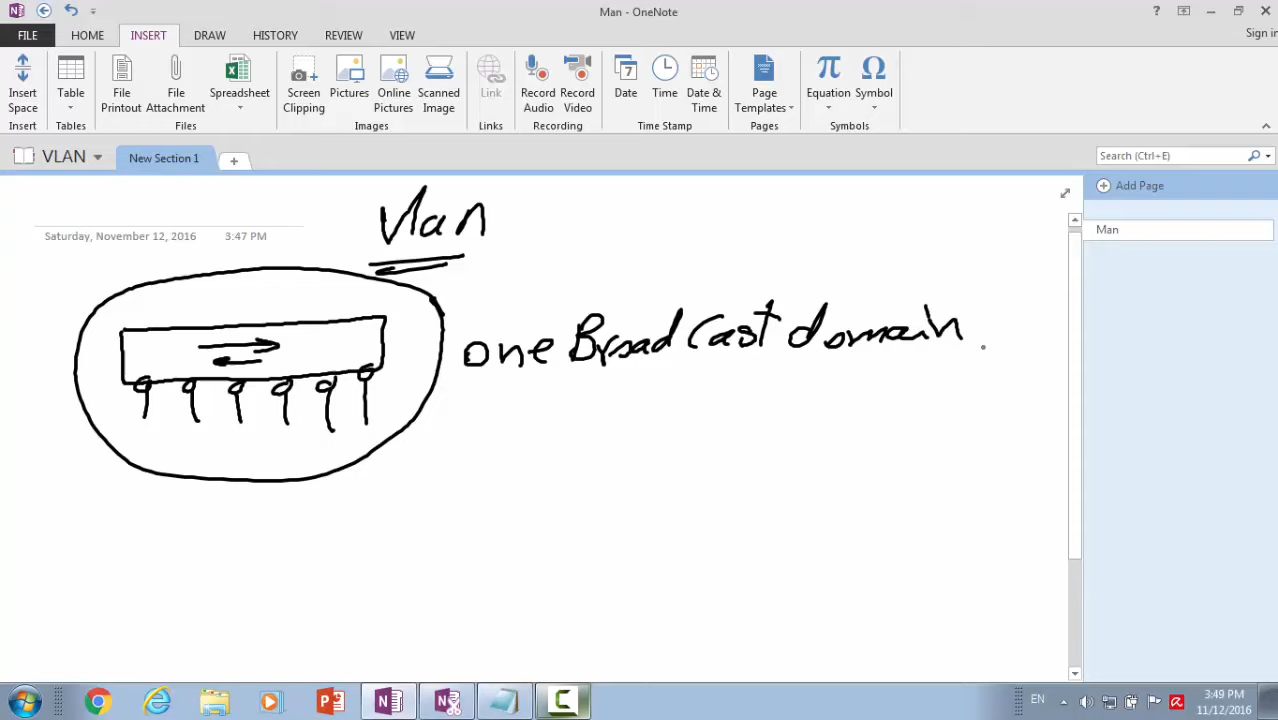 Man - OneNote
?
Sign in
FILE HOME INSERT DRAW HISTORY REVIEW VIEW
Insert Space
Table
File Printout
File Attachment
Spreadsheet
Screen Clipping
Pictures
Online Pictures
Scanned Image
Link
Record Audio
Record Video
Date
Time
Date & Time
Page Templates
Equation
Symbol
Insert Tables Files Images Links Recording Time Stamp Pages Symbols
VLAN New Section 1 +
Search (Ctrl+E)
Add Page
Man
Vlan
Saturday, November 12, 2016 3:47 PM
one BroadCast domain
EN
3:49 PM
11/12/2016